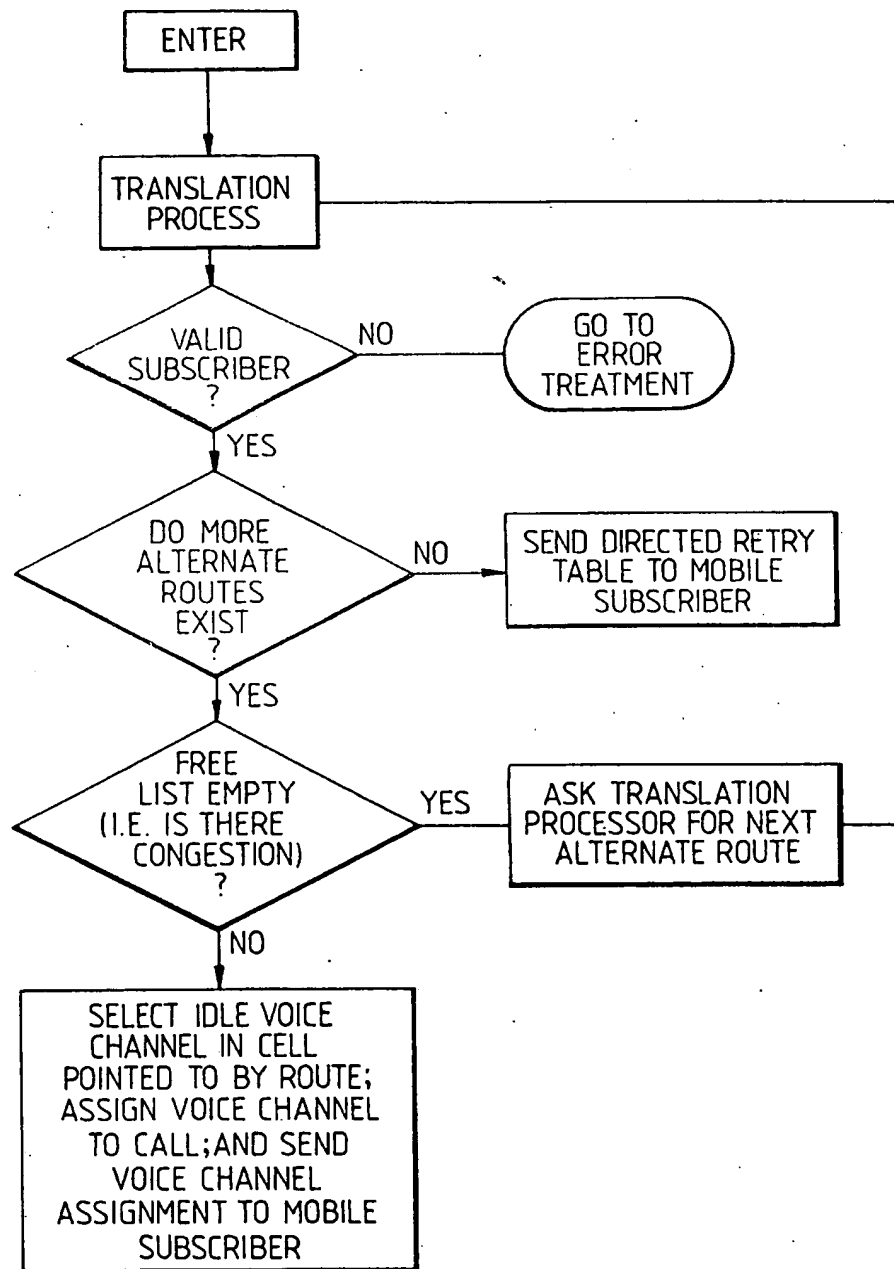 ENTER
TRANSLATION
PROCESS
VALID
SUBSCRIBER
?
NO
GO TO
ERROR
TREATMENT
YES
DO MORE
ALTERNATE
ROUTES
EXIST
?
NO
SEND DIRECTED RETRY
TABLE TO MOBILE
SUBSCRIBER
YES
FREE
LIST EMPTY
(I.E. IS THERE
CONGESTION)
?
YES
ASK TRANSLATION
PROCESSOR FOR NEXT
ALTERNATE ROUTE
NO
SELECT IDLE VOICE
CHANNEL IN CELL
POINTED TO BY ROUTE;
ASSIGN VOICE CHANNEL
TO CALL;AND SEND
VOICE CHANNEL
ASSIGNMENT TO MOBILE
SUBSCRIBER